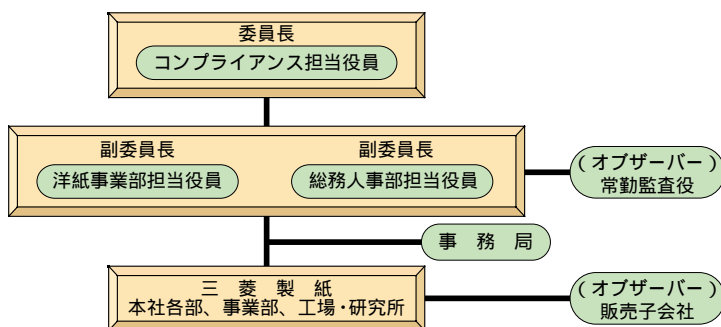 委員長
コンプライアンス担当役員
副委員長
洋紙事業部担当役員
副委員長
総務人事部担当役員
(オブザーバー)
常勤監査役
事 務 局
三 菱 製 紙
本社各部、事業部、工場・研究所
(オブザーバー)
販売子会社